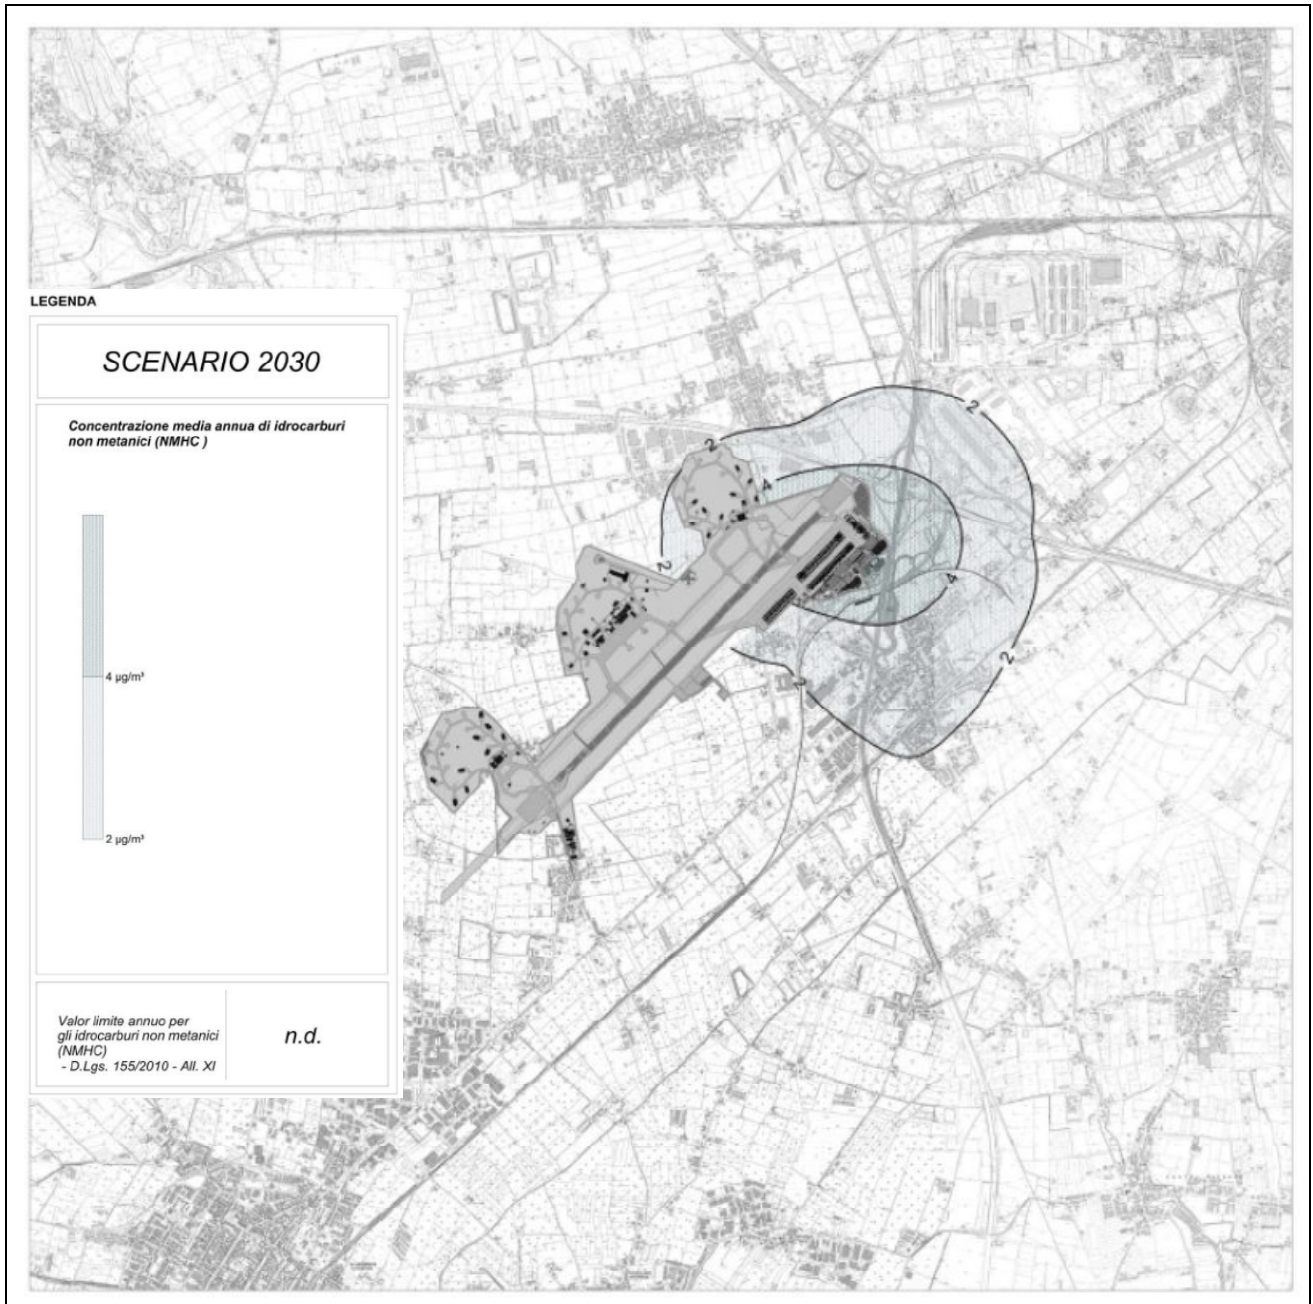 LEGENDA
SCENARIO 2030
Concentrazione media annua di idrocarburi
non metanici (NMHC )
4 µg/m³
2 µg/m³
Valor limite annuo per
gli idrocarburi non metanici
(NMHC)
- D.Lgs. 155/2010 - All. XI
n.d.
2
2
4
2
4
2
2